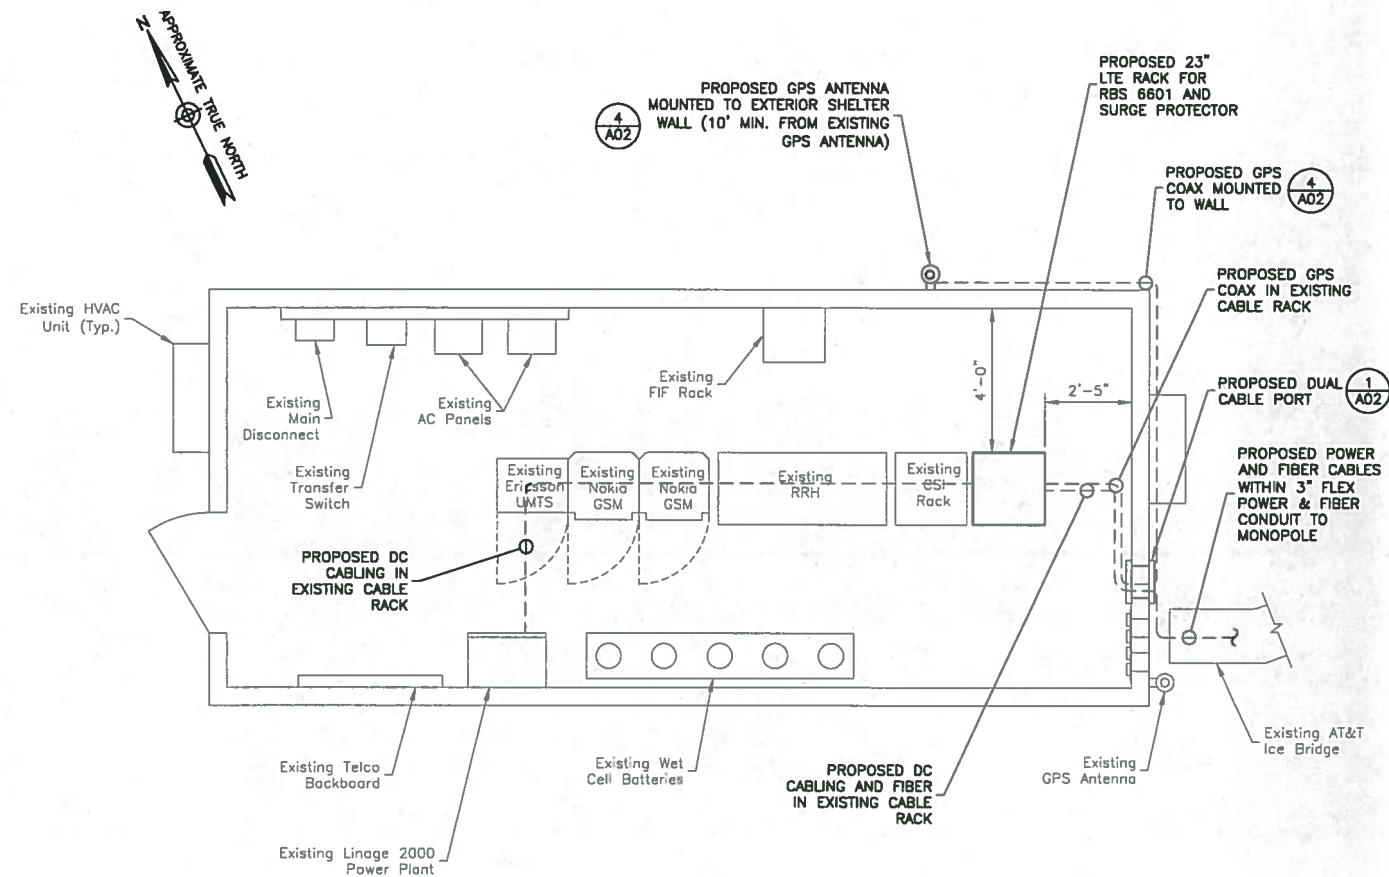 N
APPROXIMATE TRUE NORTH
PROPOSED GPS ANTENNA
MOUNTED TO EXTERIOR SHELTER
WALL (10' MIN. FROM EXISTING
GPS ANTENNA)
4
A02
PROPOSED 23"
LTE RACK FOR
RBS 6601 AND
SURGE PROTECTOR
PROPOSED GPS
COAX MOUNTED
TO WALL
4
A02
PROPOSED GPS
COAX IN EXISTING
CABLE RACK
Existing HVAC
Unit (Typ.)
Existing
Main
Disconnect
Existing
Transfer
Switch
Existing
AC Panels
Existing
FIF Rack
4'-0"
2'-5"
PROPOSED DUAL
CABLE PORT
1
A02
PROPOSED POWER
AND FIBER CABLES
WITHIN 3" FLEX
POWER & FIBER
CONDUIT TO
MONOPOLE
Existing
Ericsson
UMTS
Existing
Nokia
GSM
Existing
Nokia
GSM
Existing
RRH
Existing
CSI
Rack
PROPOSED DC
CABLING IN
EXISTING CABLE
RACK
Existing Telco
Backboard
Existing Linage 2000
Power Plant
Existing Wet
Cell Batteries
PROPOSED DC
CABLING AND FIBER
IN EXISTING CABLE
RACK
Existing
GPS Antenna
Existing AT&T
Ice Bridge